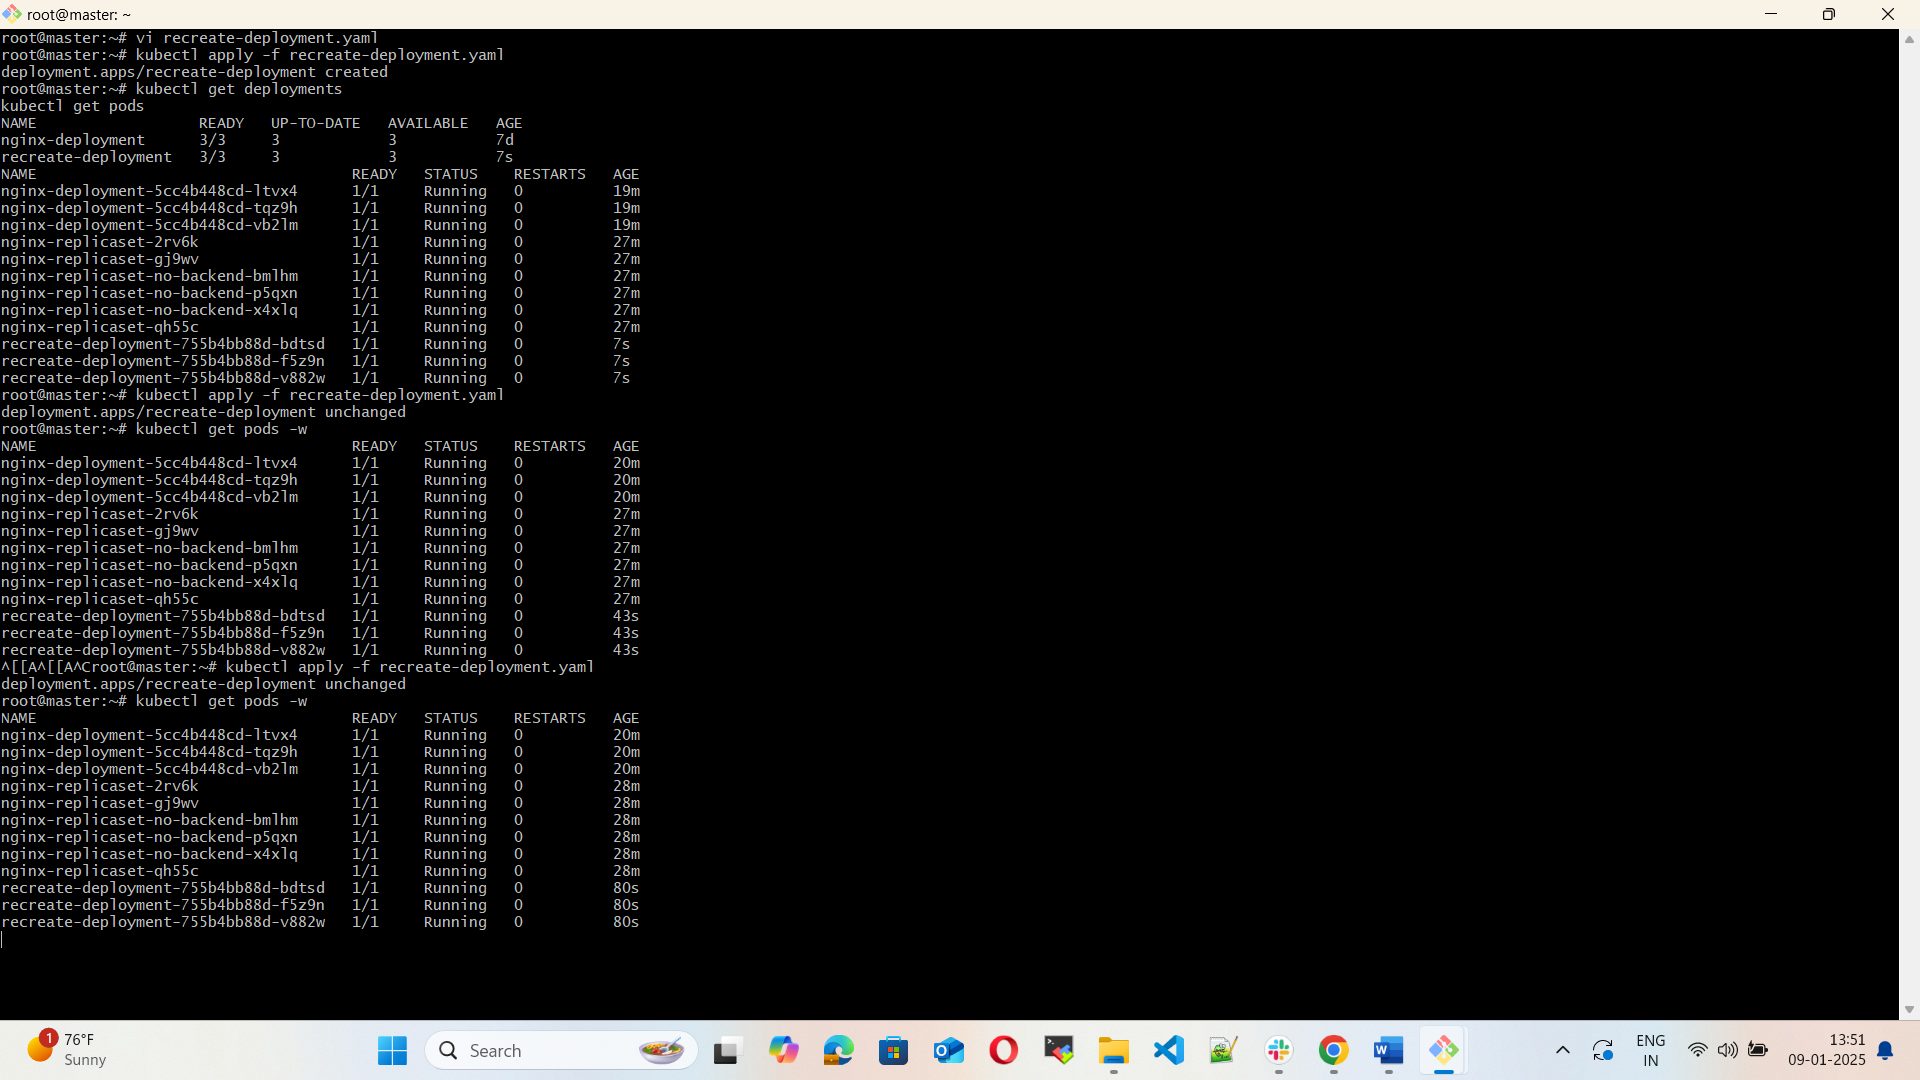 root@master: ~
root@master:~# vi recreate-deployment.yaml
root@master:~# kubectl apply -f recreate-deployment.yaml
deployment.apps/recreate-deployment created
root@master:~# kubectl get deployments
kubectl get pods
NAME                  READY   UP-TO-DATE   AVAILABLE   AGE
nginx-deployment      3/3     3            3           7d
recreate-deployment   3/3     3            3           7s
NAME                                   READY   STATUS    RESTARTS   AGE
nginx-deployment-5cc4b448cd-ltvx4      1/1     Running   0          19m
nginx-deployment-5cc4b448cd-tqz9h      1/1     Running   0          19m
nginx-deployment-5cc4b448cd-vb2lm      1/1     Running   0          19m
nginx-replicaset-2rv6k                 1/1     Running   0          27m
nginx-replicaset-gj9wv                 1/1     Running   0          27m
nginx-replicaset-no-backend-bmlhm      1/1     Running   0          27m
nginx-replicaset-no-backend-p5qxn      1/1     Running   0          27m
nginx-replicaset-no-backend-x4xlq      1/1     Running   0          27m
nginx-replicaset-qh55c                 1/1     Running   0          27m
recreate-deployment-755b4bb88d-bdtsd   1/1     Running   0          7s
recreate-deployment-755b4bb88d-f5z9n   1/1     Running   0          7s
recreate-deployment-755b4bb88d-v882w   1/1     Running   0          7s
root@master:~# kubectl apply -f recreate-deployment.yaml
deployment.apps/recreate-deployment unchanged
root@master:~# kubectl get pods -w
NAME                                   READY   STATUS    RESTARTS   AGE
nginx-deployment-5cc4b448cd-ltvx4      1/1     Running   0          20m
nginx-deployment-5cc4b448cd-tqz9h      1/1     Running   0          20m
nginx-deployment-5cc4b448cd-vb2lm      1/1     Running   0          20m
nginx-replicaset-2rv6k                 1/1     Running   0          27m
nginx-replicaset-gj9wv                 1/1     Running   0          27m
nginx-replicaset-no-backend-bmlhm      1/1     Running   0          27m
nginx-replicaset-no-backend-p5qxn      1/1     Running   0          27m
nginx-replicaset-no-backend-x4xlq      1/1     Running   0          27m
nginx-replicaset-qh55c                 1/1     Running   0          27m
recreate-deployment-755b4bb88d-bdtsd   1/1     Running   0          43s
recreate-deployment-755b4bb88d-f5z9n   1/1     Running   0          43s
recreate-deployment-755b4bb88d-v882w   1/1     Running   0          43s
^[[A^[[A^Croot@master:~# kubectl apply -f recreate-deployment.yaml
deployment.apps/recreate-deployment unchanged
root@master:~# kubectl get pods -w
NAME                                   READY   STATUS    RESTARTS   AGE
nginx-deployment-5cc4b448cd-ltvx4      1/1     Running   0          20m
nginx-deployment-5cc4b448cd-tqz9h      1/1     Running   0          20m
nginx-deployment-5cc4b448cd-vb2lm      1/1     Running   0          20m
nginx-replicaset-2rv6k                 1/1     Running   0          28m
nginx-replicaset-gj9wv                 1/1     Running   0          28m
nginx-replicaset-no-backend-bmlhm      1/1     Running   0          28m
nginx-replicaset-no-backend-p5qxn      1/1     Running   0          28m
nginx-replicaset-no-backend-x4xlq      1/1     Running   0          28m
nginx-replicaset-qh55c                 1/1     Running   0          28m
recreate-deployment-755b4bb88d-bdtsd   1/1     Running   0          80s
recreate-deployment-755b4bb88d-f5z9n   1/1     Running   0          80s
recreate-deployment-755b4bb88d-v882w   1/1     Running   0          80s
1
76°F
Sunny
Search
ENG
IN
13:51
09-01-2025